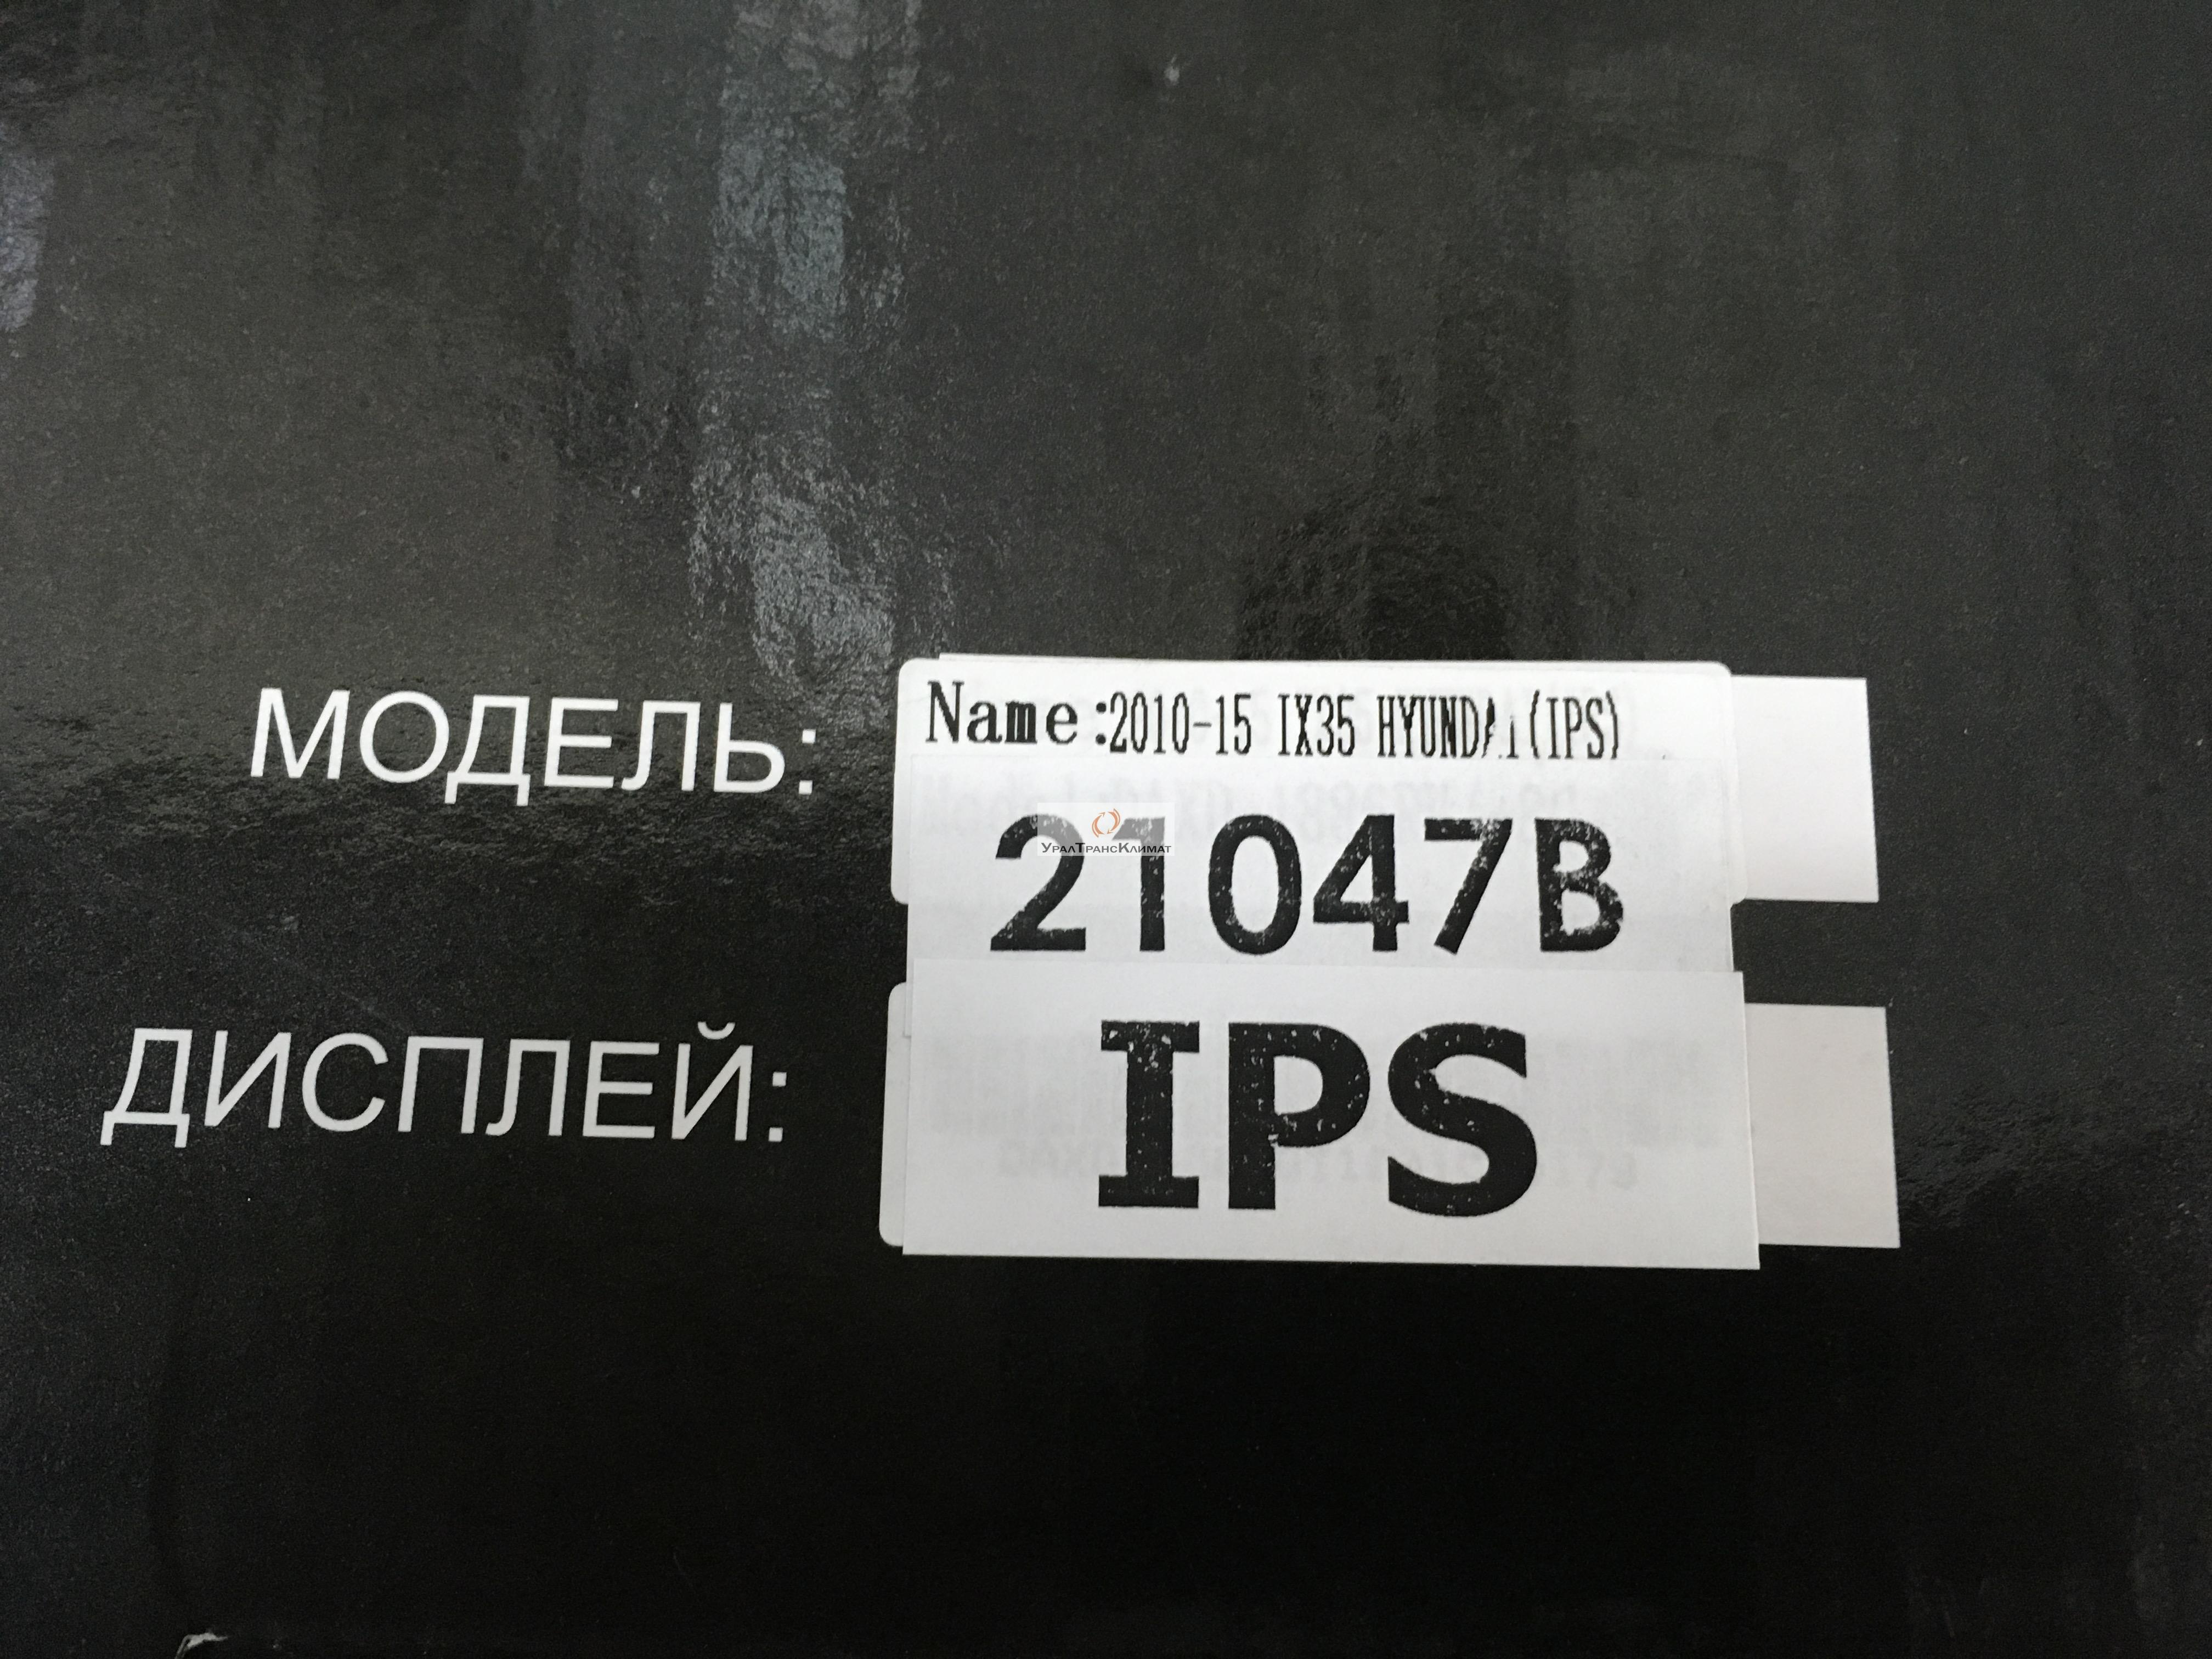 МОДЕЛЬ: Name:2010-15 IX35 HYUNDAI(IPS)
УралТрансКлимат
21047B
ДИСПЛЕЙ: IPS